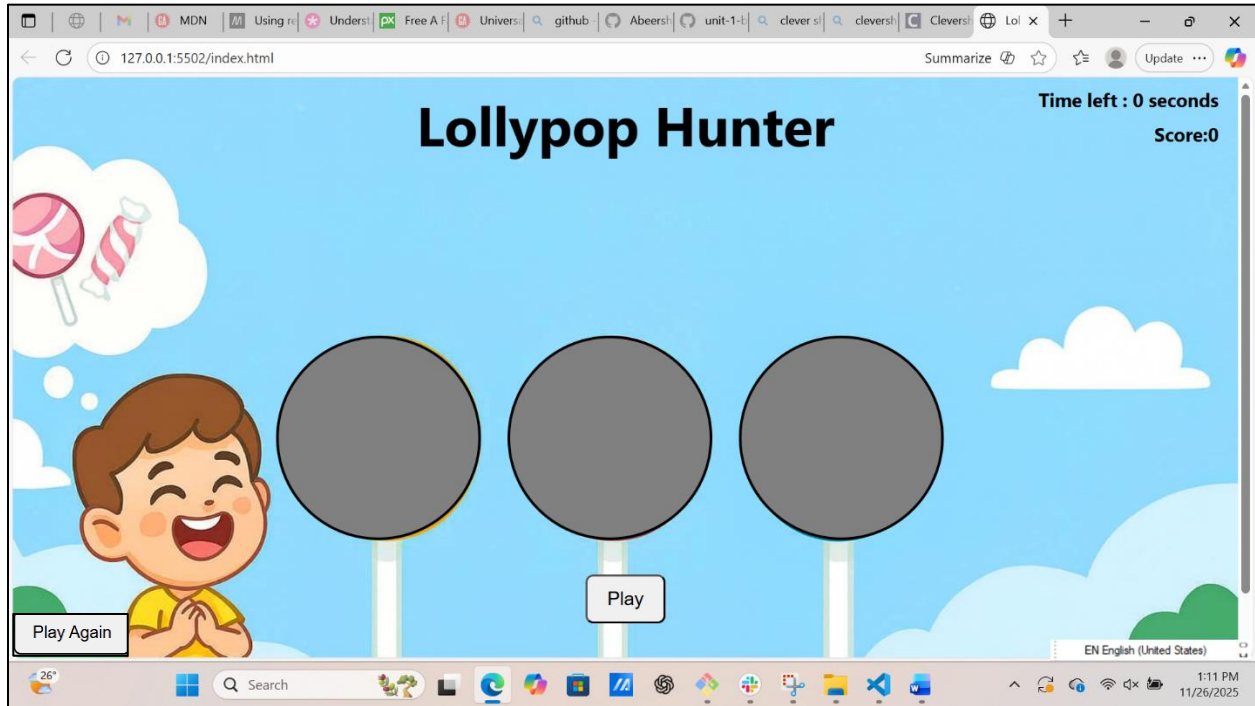 MDN
Using re
Underst
Free A F
Univers
github -
Abeersh
unit-1-b
clever sl
cleversh
Clevers
Lol
127.0.0.1:5502/index.html
Summarize
Update
Lollypop Hunter
Time left : 0 seconds
Score:0
Play
Play Again
EN English (United States)
26°
Search
1:11 PM
11/26/2025